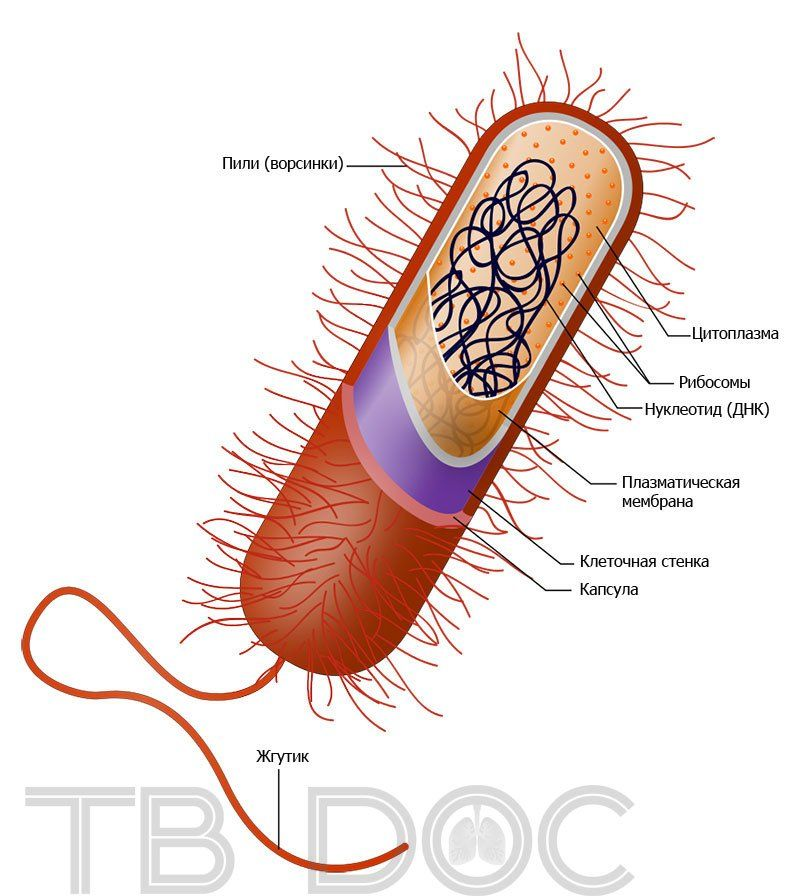 Пили (ворсинки)
Цитоплазма
Рибосомы
Нуклеотид (ДНК)
Плазматическая
мембрана
Клеточная стенка
Капсула
Жгутик
TB DOC